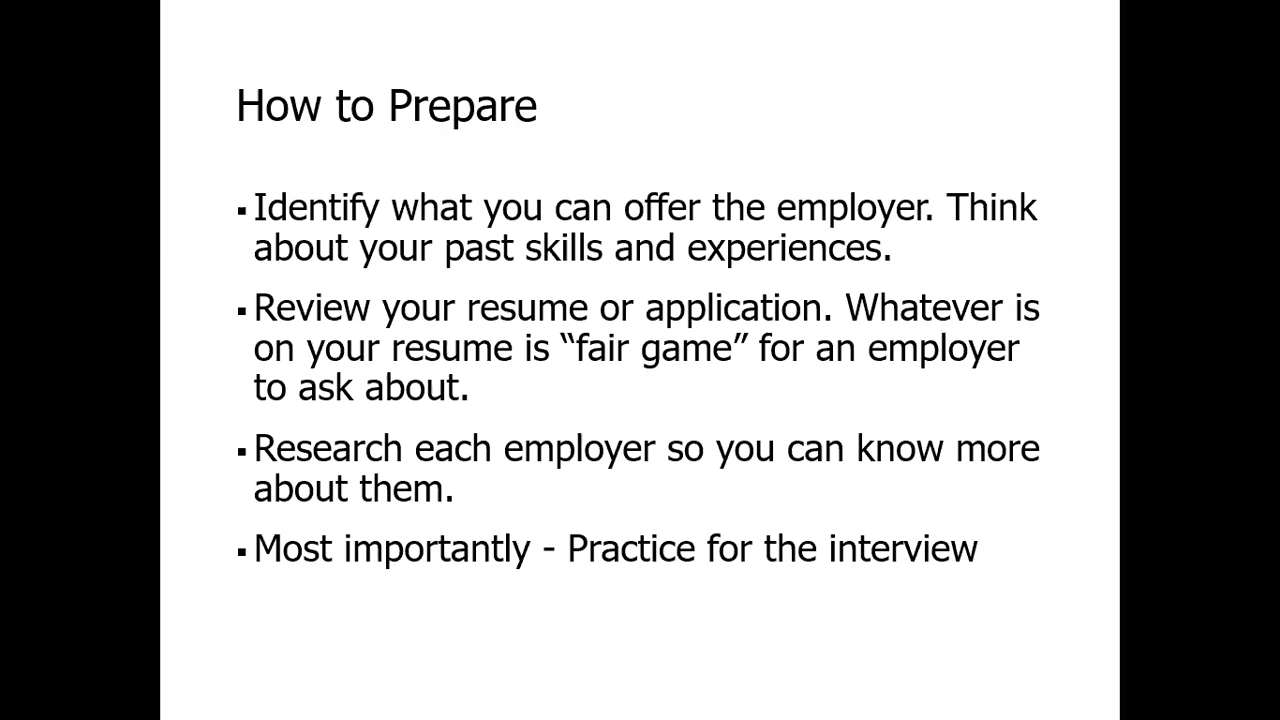 How to Prepare
▪ Identify what you can offer the employer. Think
about your past skills and experiences.
▪ Review your resume or application. Whatever is
on your resume is “fair game” for an employer
to ask about.
▪ Research each employer so you can know more
about them.
▪ Most importantly - Practice for the interview